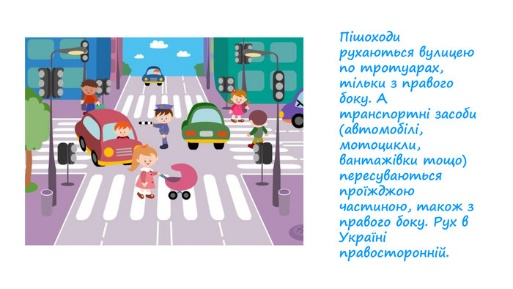 Пішоходи
рухаються вулицею
по тротуарах,
тільки з правого
боку. А
транспортні засоби
(автомобілі,
мотоцикли,
вантажівки тощо)
пересуваються
проїжджою
частиною, також з
правого боку. Рух в
Україні
правосторонній.